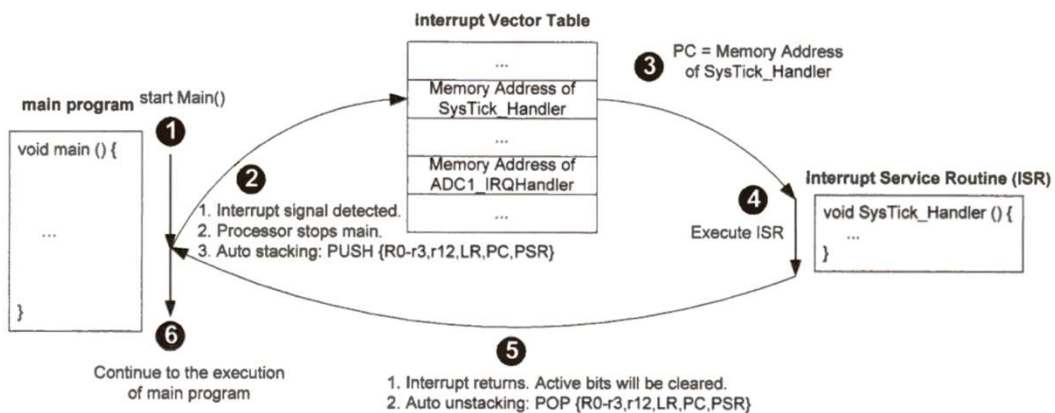 Interrupt Vector Table
...
Memory Address of
SysTick_Handler
...
Memory Address of
ADC1_IRQHandler
...
3 PC = Memory Address
of SysTick_Handler
main program
start Main()
1
void main () {
...
}
2
1. Interrupt signal detected.
2. Processor stops main.
3. Auto stacking: PUSH {R0-r3,r12,LR,PC,PSR}
4
Execute ISR
Interrupt Service Routine (ISR)
void SysTick_Handler () {
...
}
5
1. Interrupt returns. Active bits will be cleared.
2. Auto unstacking: POP {R0-r3,r12,LR,PC,PSR}
6
Continue to the execution
of main program